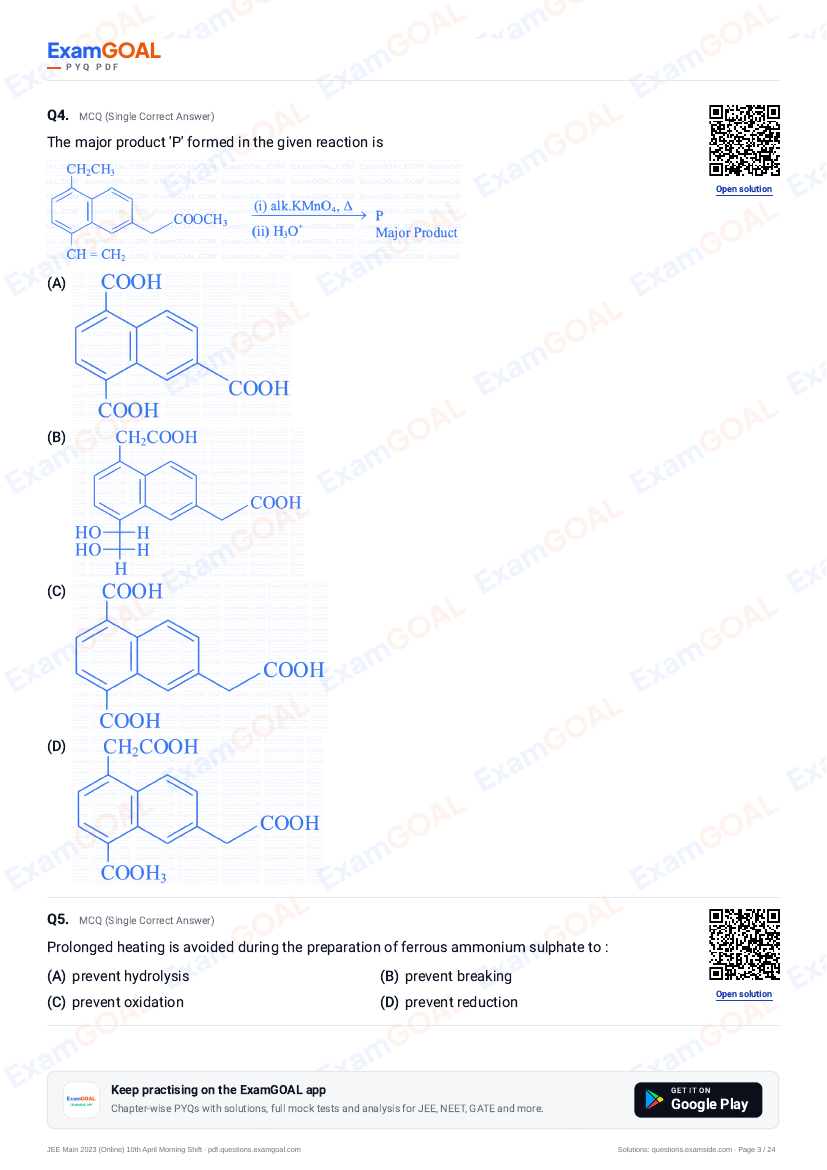 ExamGOAL
PYQ PDF
Q4. MCQ (Single Correct Answer)
The major product 'P' formed in the given reaction is
Open solution
CH₂CH₃
COOCH₃
CH = CH₂
(i) alk.KMnO₄, Δ
(ii) H₃O⁺
P
Major Product
(A)
COOH
COOH
COOH
(B)
CH₂COOH
COOH
HO H
HO H
H
(C)
COOH
COOH
COOH
(D)
CH₂COOH
COOH
COOH₃
Q5. MCQ (Single Correct Answer)
Prolonged heating is avoided during the preparation of ferrous ammonium sulphate to :
(A) prevent hydrolysis (B) prevent breaking
(C) prevent oxidation (D) prevent reduction
Open solution
ExamGOAL
Keep practising on the ExamGOAL app
Chapter-wise PYQs with solutions, full mock tests and analysis for JEE, NEET, GATE and more.
GET IT ON
Google Play
JEE Main 2023 (Online) 10th April Morning Shift · pdf.questions.examgoal.com Solutions: questions.examside.com · Page 3 / 24